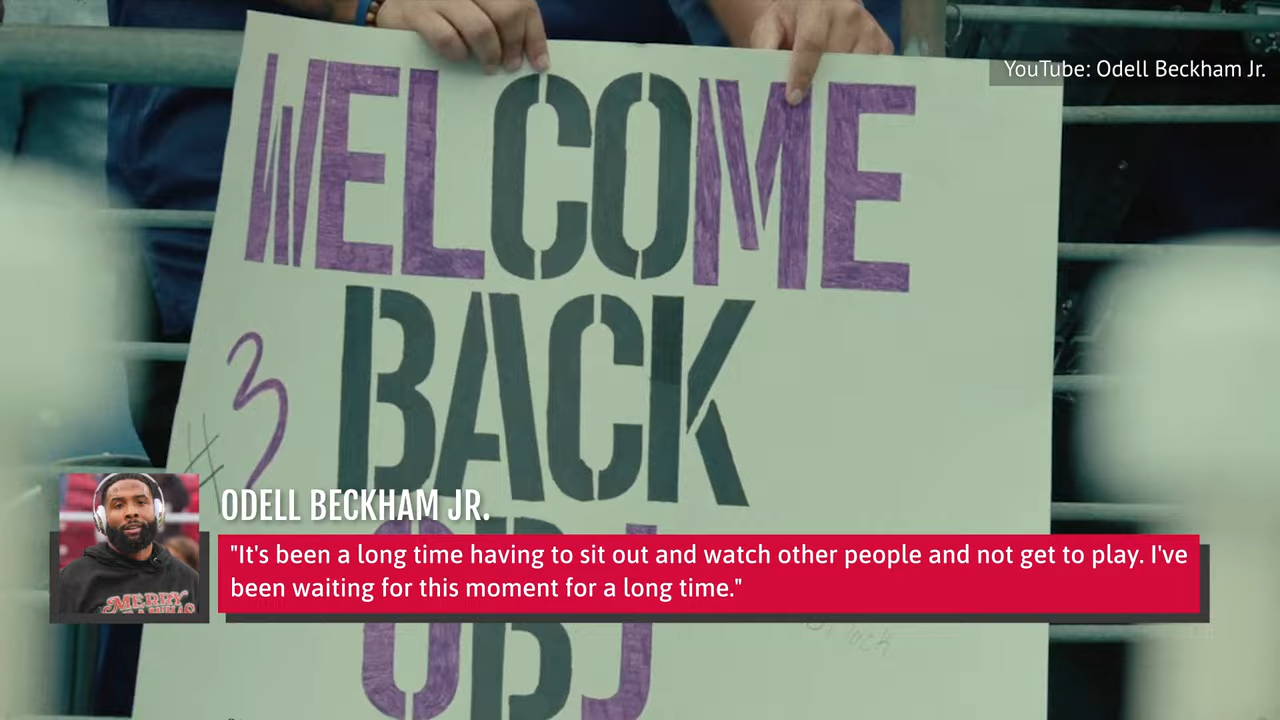 YouTube: Odell Beckham Jr.
WELCOME
BACK
#3
OBJ
ODELL BECKHAM JR.
"It's been a long time having to sit out and watch other people and not get to play. I've
been waiting for this moment for a long time."
MERRY